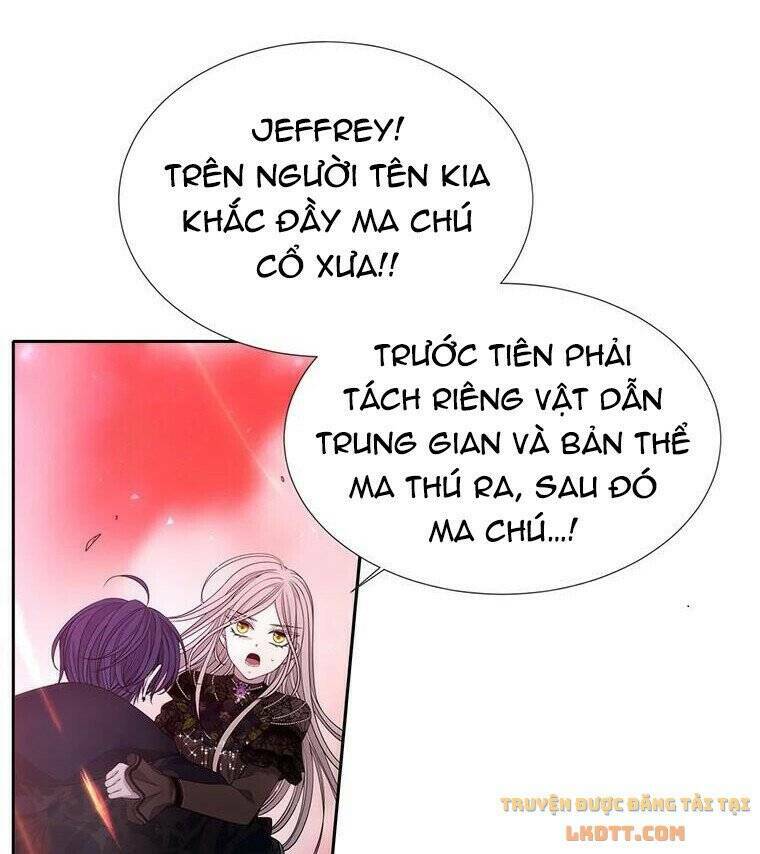 JEFFREY!
TRÊN NGƯỜI TÊN KIA
KHẮC ĐẦY MA CHÚ
CỔ XƯA!!
TRƯỚC TIÊN PHẢI
TÁCH RIÊNG VẬT DẪN
TRUNG GIAN VÀ BẢN THỂ
MA THÚ RA, SAU ĐÓ
MA CHÚ...!
TRUYỆN ĐƯỢC ĐĂNG TẢI TẠI
LKDTT.COM